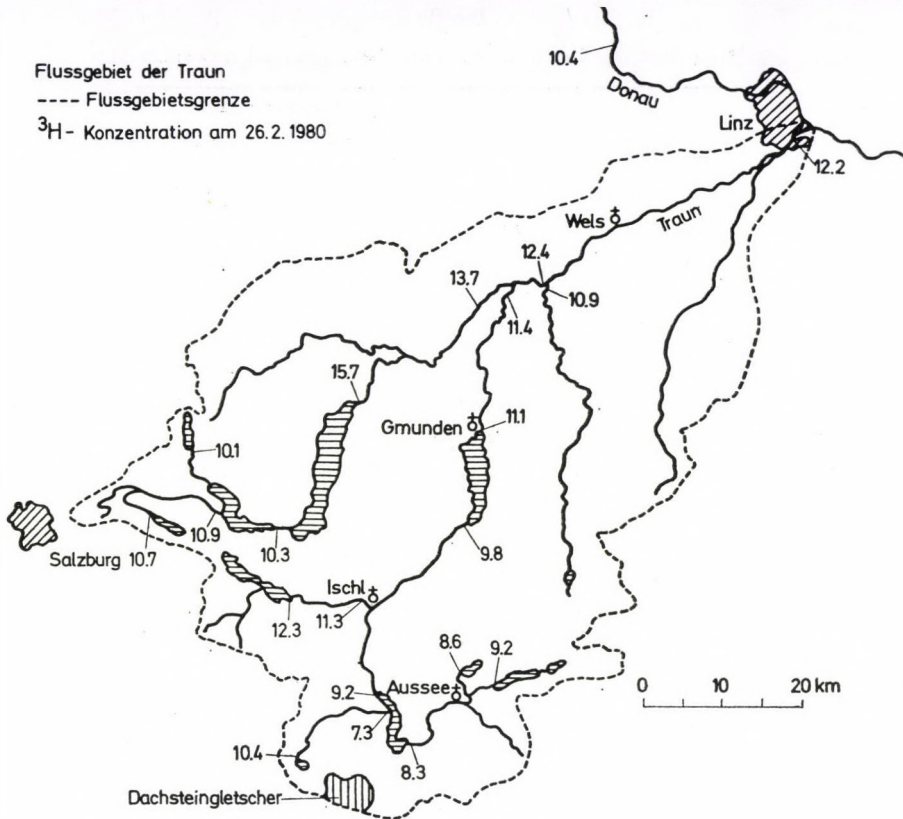 10.4
Flussgebiet der Traun
Donau
---- Flussgebietsgrenze
Linz
³H - Konzentration am 26.2.1980
12.2
Wels
Traun
12.4
13.7
10.9
11.4
15.7
Gmunden
11.1
10.1
10.9
10.3
9.8
Salzburg
10.7
Ischl
12.3
11.3
8.6
9.2
9.2
Aussee
7.3
0 10 20 km
10.4
8.3
Dachsteingletscher